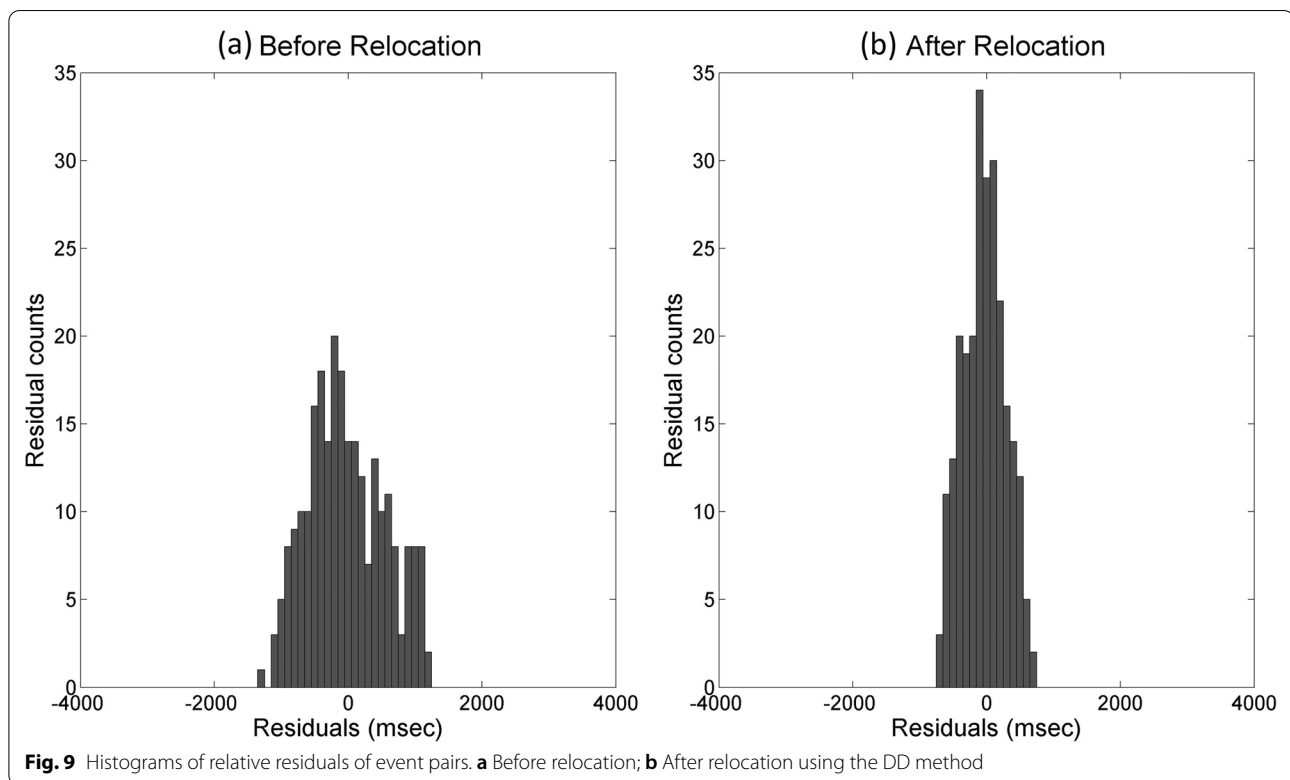 (a) Before Relocation
35
30
25
20
15
10
5
0
Residual counts
-4000 -2000 0 2000 4000
Residuals (msec)
(b) After Relocation
35
30
25
20
15
10
5
0
Residual counts
-4000 -2000 0 2000 4000
Residuals (msec)
Fig. 9 Histograms of relative residuals of event pairs. a Before relocation; b After relocation using the DD method